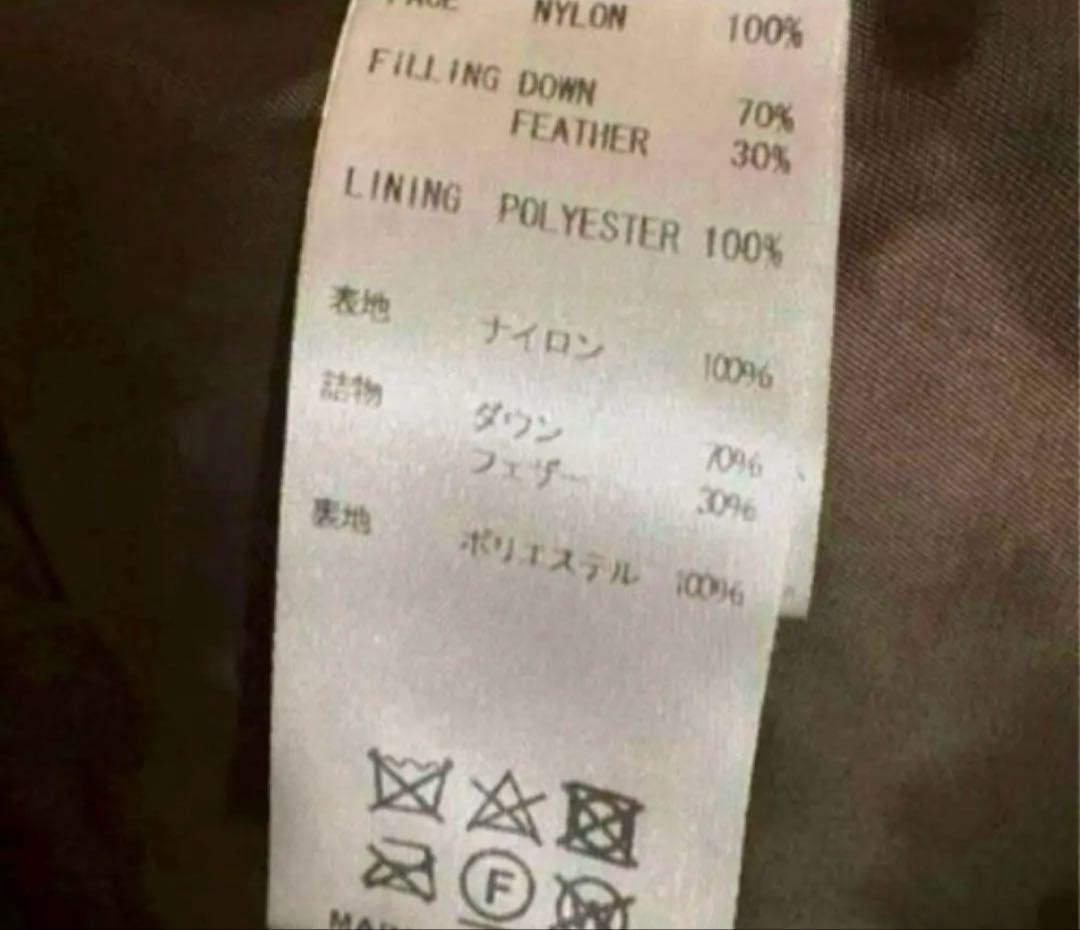 FACE NYLON 100%
FILLING DOWN 70%
FEATHER 30%
LINING POLYESTER 100%
表地 ナイロン 100%
詰物 ダウン 70%
フェザー 30%
裏地 ポリエステル 100%
F W